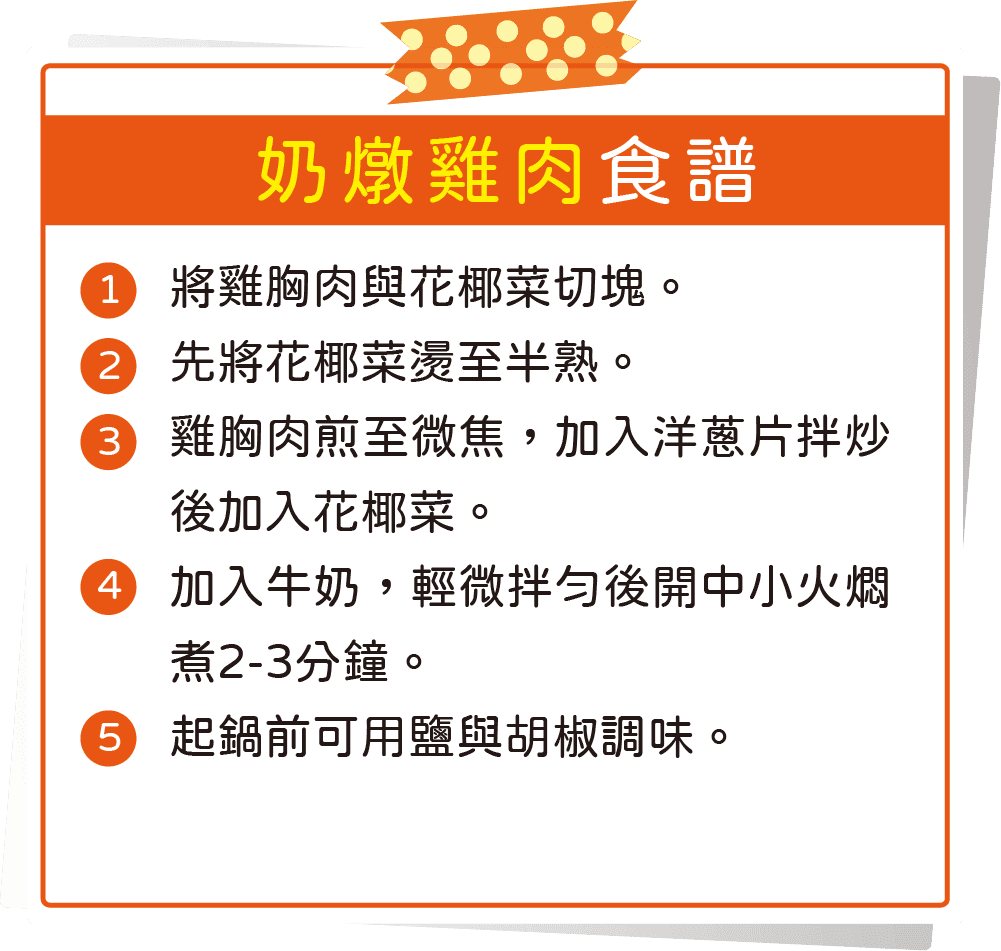 奶燉雞肉食譜
1 將雞胸肉與花椰菜切塊。
2 先將花椰菜燙至半熟。
3 雞胸肉煎至微焦，加入洋蔥片拌炒
後加入花椰菜。
4 加入牛奶，輕微拌勻後開中小火燜
煮2-3分鐘。
5 起鍋前可用鹽與胡椒調味。